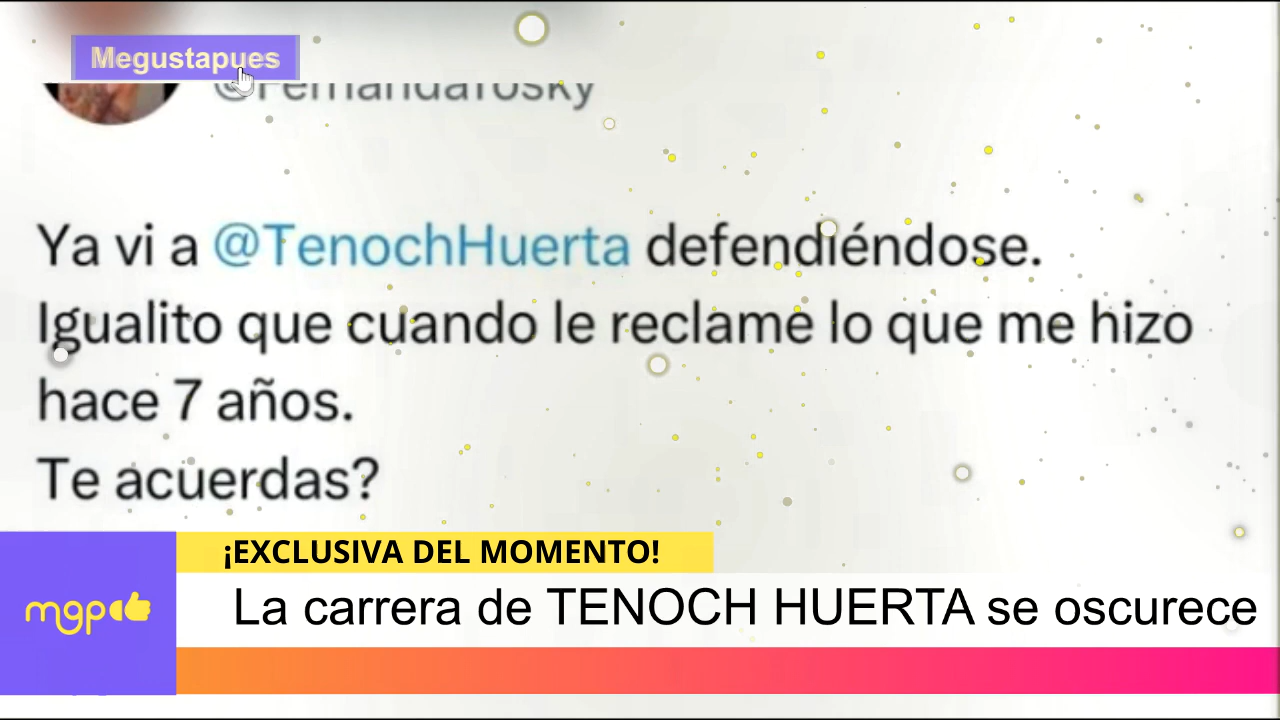 Megustapues
@Fernandatosky
Ya vi a @TenochHuerta defendiéndose.
Igualito que cuando le reclame lo que me hizo
hace 7 años.
Te acuerdas?
¡EXCLUSIVA DEL MOMENTO!
mgp
La carrera de TENOCH HUERTA se oscurece